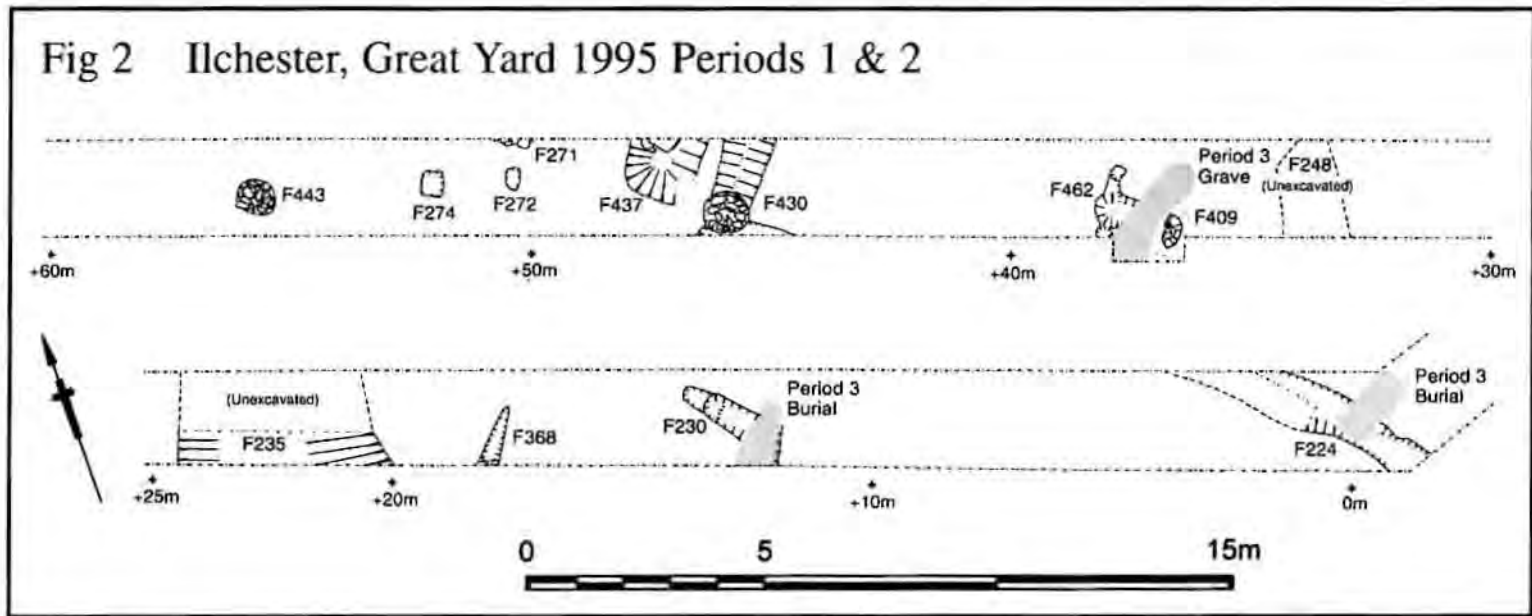 Fig 2 Ilchester, Great Yard 1995 Periods 1 & 2
F271
F443
F274
F272
F437
F430
F462
Period 3
Grave
F409
F248
(Unexcavated)
+60m
+50m
+40m
+30m
(Unexcavated)
F235
F368
F230
Period 3
Burial
Period 3
Burial
F224
+25m
+20m
+10m
0m
0
5
15m